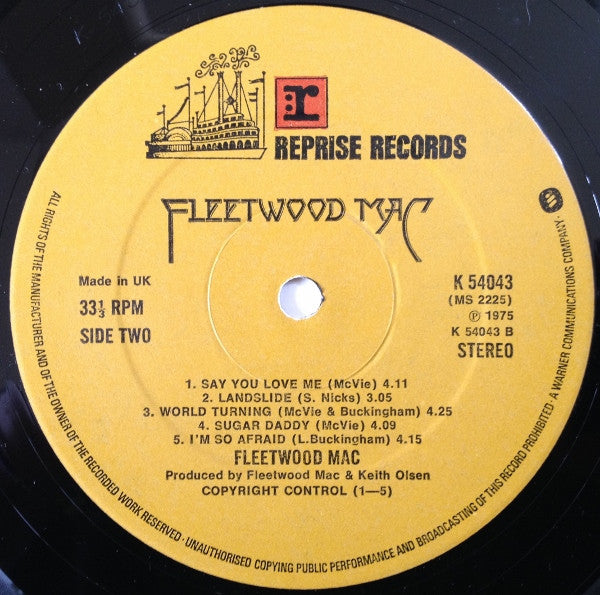 r
REPRISE RECORDS
FLEETWOOD MAC
Made in UK
33⅓ RPM
SIDE TWO
K 54043
(MS 2225)
℗ 1975
K 54043 B
STEREO
1. SAY YOU LOVE ME (McVie) 4.11
2. LANDSLIDE (S. Nicks) 3.05
3. WORLD TURNING (McVie & Buckingham) 4.25
4. SUGAR DADDY (McVie) 4.09
5. I'M SO AFRAID (L.Buckingham) 4.15
FLEETWOOD MAC
Produced by Fleetwood Mac & Keith Olsen
COPYRIGHT CONTROL (1—5)
ALL RIGHTS OF THE MANUFACTURER AND OF THE OWNER OF THE RECORDED WORK RESERVED · UNAUTHORISED COPYING PUBLIC PERFORMANCE AND BROADCASTING OF THIS RECORD PROHIBITED · A WARNER COMMUNICATIONS COMPANY ·